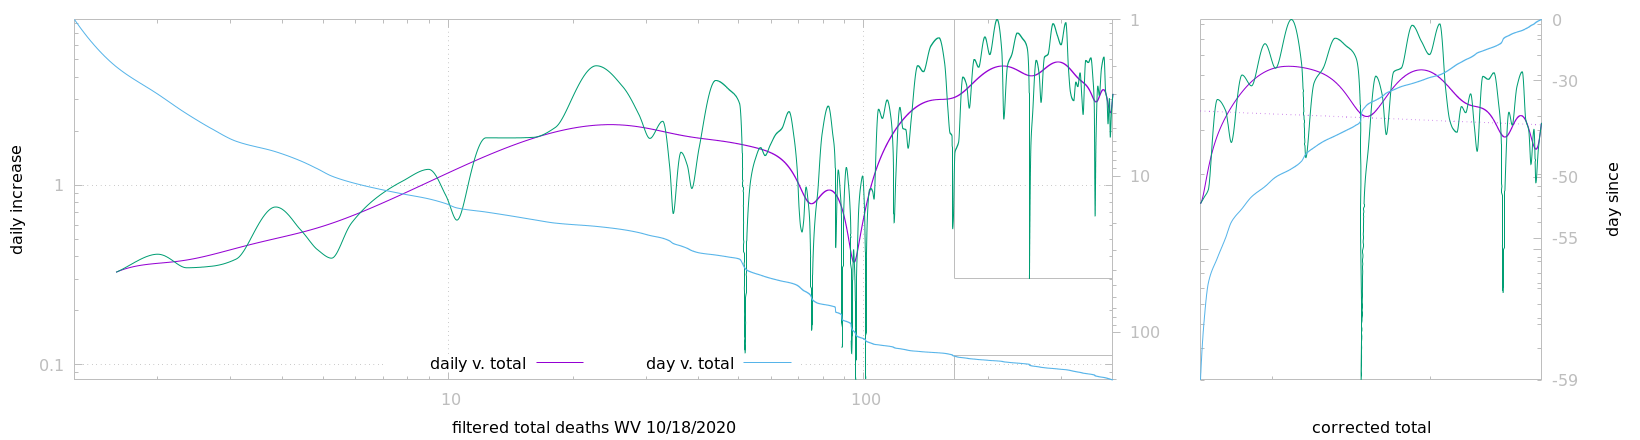 daily increase
1
0.1
10
100
filtered total deaths WV 10/18/2020
daily v. total
day v. total
1
10
100
0
-30
-50
-55
-59
day since
corrected total